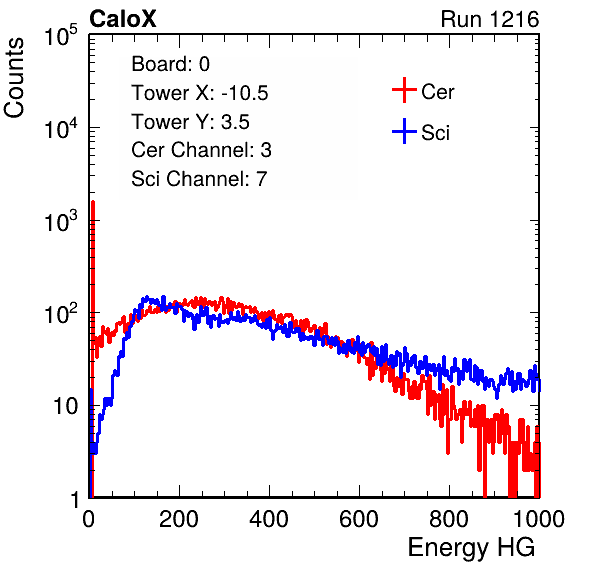 CaloX Run 1216
Counts
10^5
10^4
10^3
10^2
10
1
Board: 0
Tower X: -10.5
Tower Y: 3.5
Cer Channel: 3
Sci Channel: 7
Cer
Sci
0 200 400 600 800 1000
Energy HG